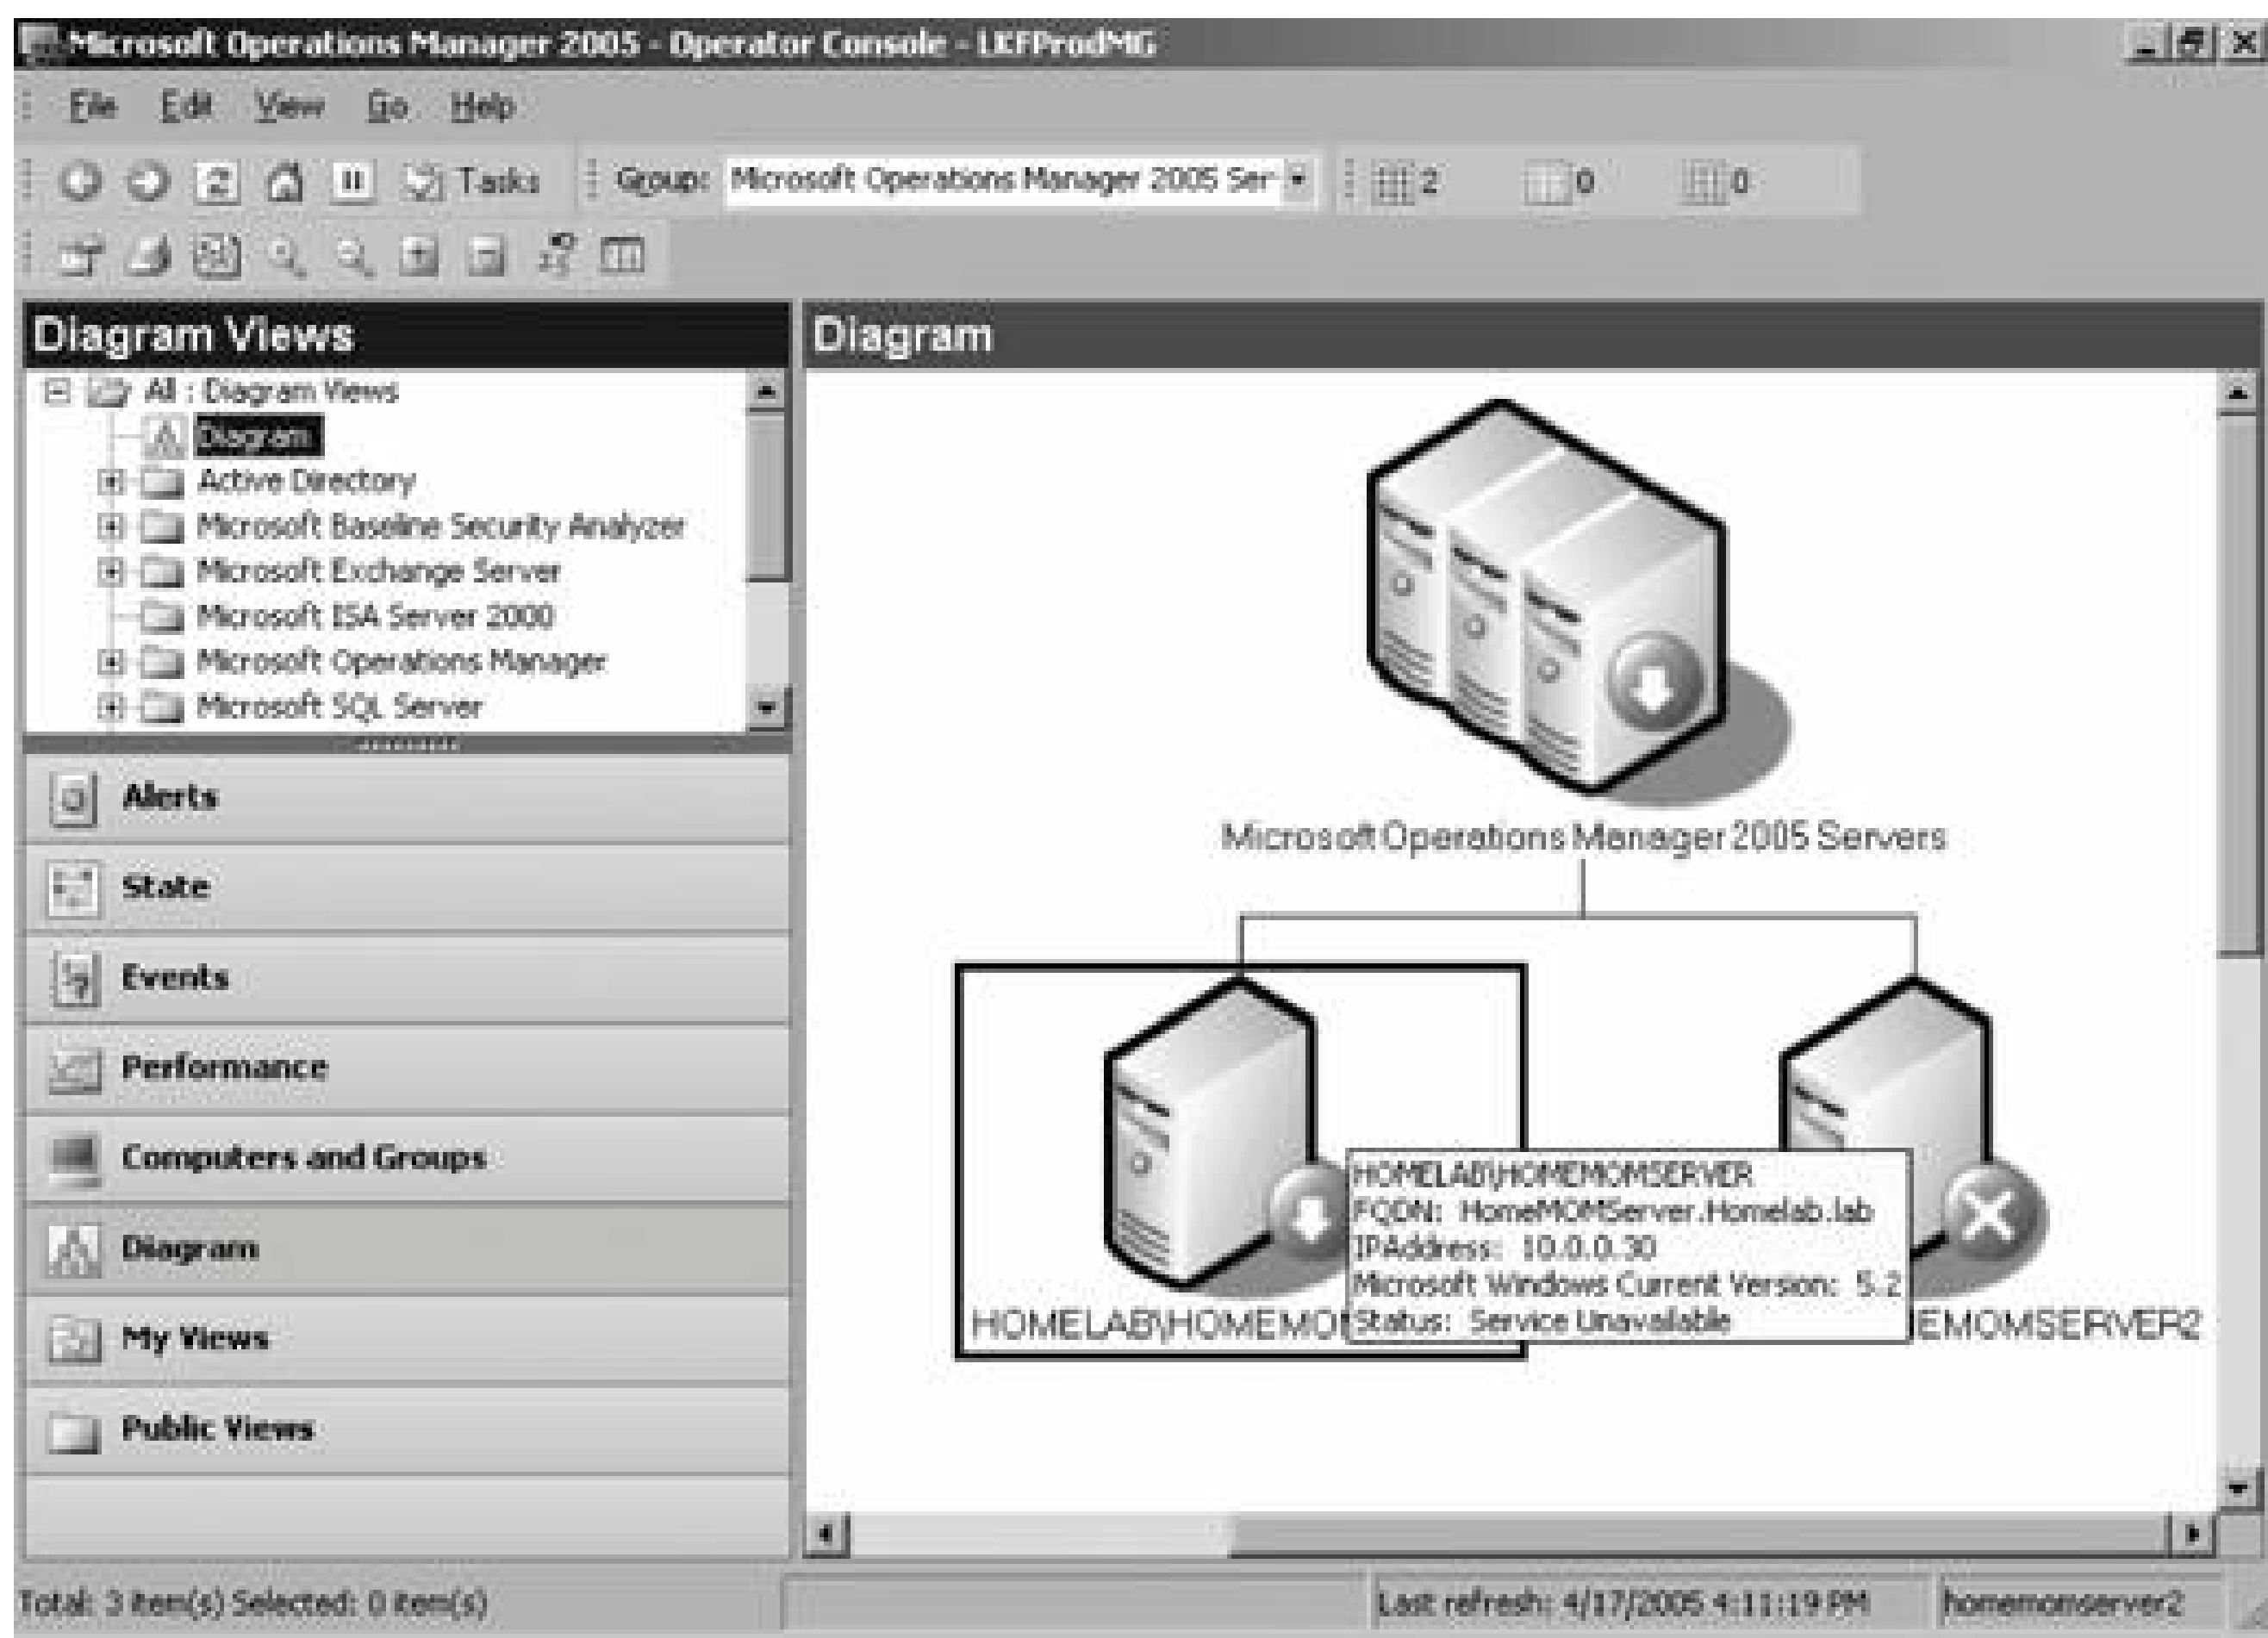 Microsoft Operations Manager 2005 - Operator Console - LKFProdMG
File Edit View Go Help
Tasks Group: Microsoft Operations Manager 2005 Ser 2 0 0
Diagram Views
All : Diagram Views
Diagram
Active Directory
Microsoft Baseline Security Analyzer
Microsoft Exchange Server
Microsoft ISA Server 2000
Microsoft Operations Manager
Microsoft SQL Server
Alerts
State
Events
Performance
Computers and Groups
Diagram
My Views
Public Views
Diagram
Microsoft Operations Manager 2005 Servers
HOMELAB\HOMEMO
HOMELAB\HOMEMOMSERVER
FQDN: HomeMOMServer.Homelab.lab
IPAddress: 10.0.0.30
Microsoft Windows Current Version: 5.2
Status: Service Unavailable
EMOMSERVER2
Total: 3 item(s) Selected: 0 item(s)
Last refresh: 4/17/2005 4:11:19 PM
homemomserver2